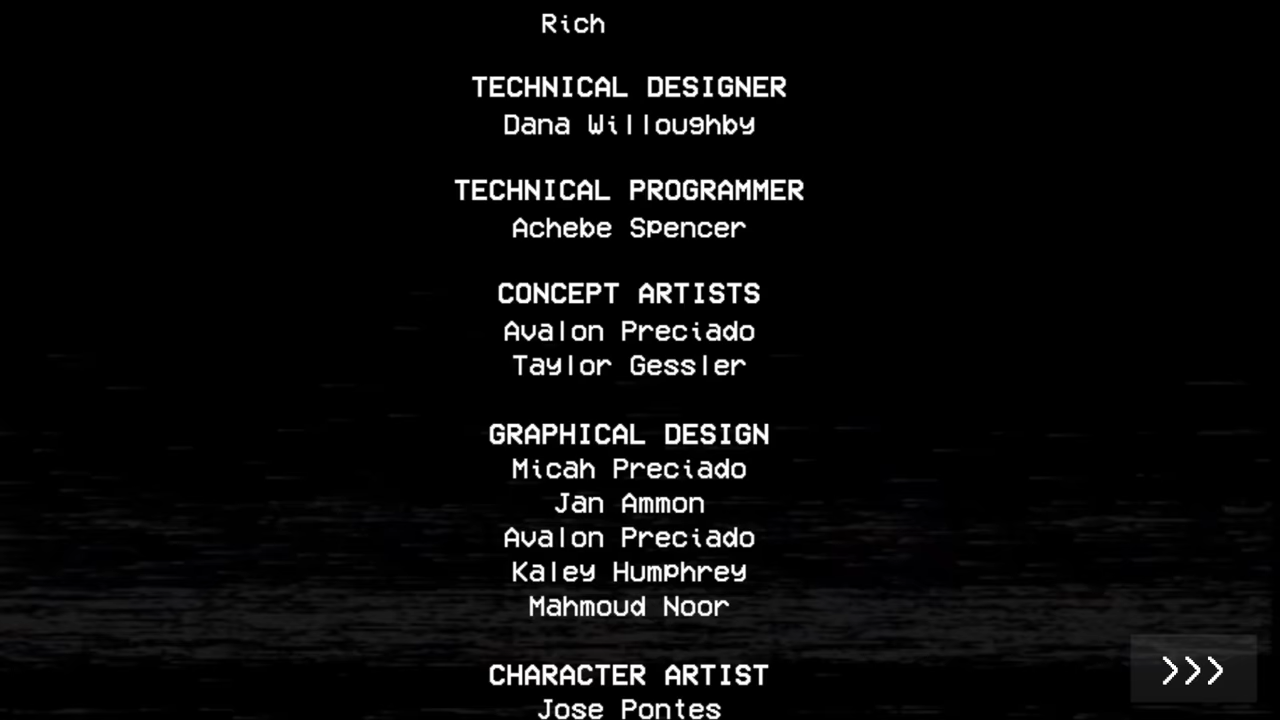 Rich
TECHNICAL DESIGNER
Dana Willoughby
TECHNICAL PROGRAMMER
Achebe Spencer
CONCEPT ARTISTS
Avalon Preciado
Taylor Gessler
GRAPHICAL DESIGN
Micah Preciado
Jan Ammon
Avalon Preciado
Kaley Humphrey
Mahmoud Noor
CHARACTER ARTIST
Jose Pontes
>>>